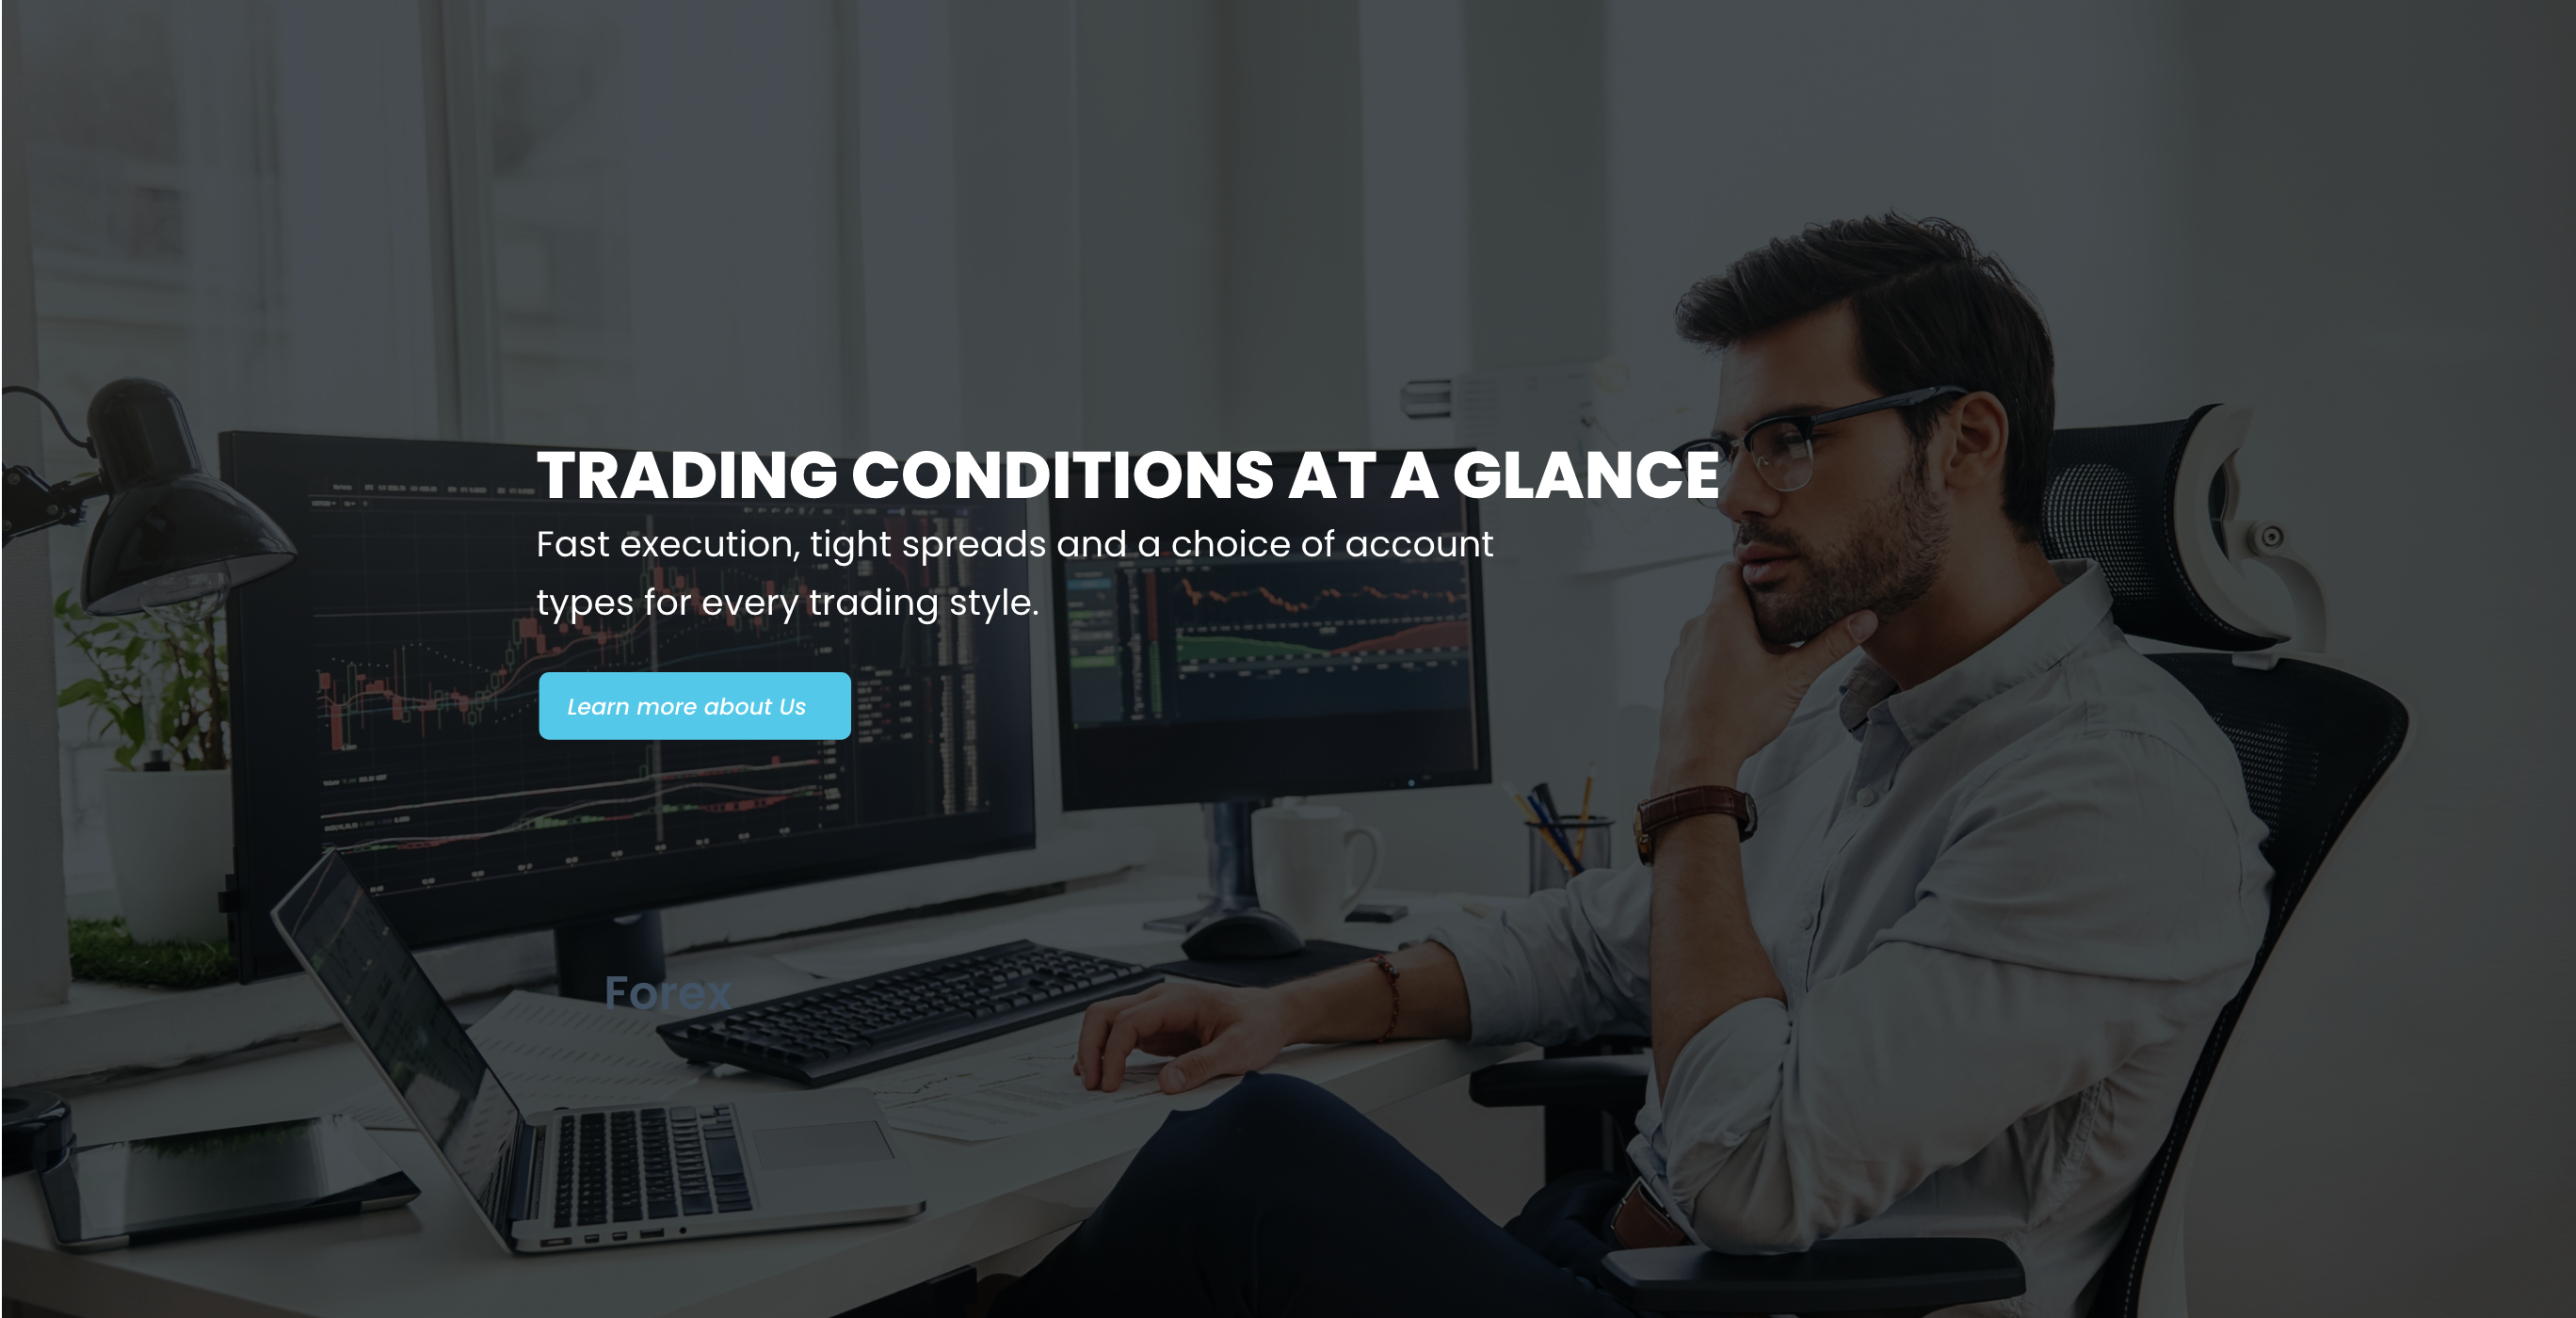 TRADING CONDITIONS AT A GLANCE
Fast execution, tight spreads and a choice of account
types for every trading style.
Learn more about Us
Forex